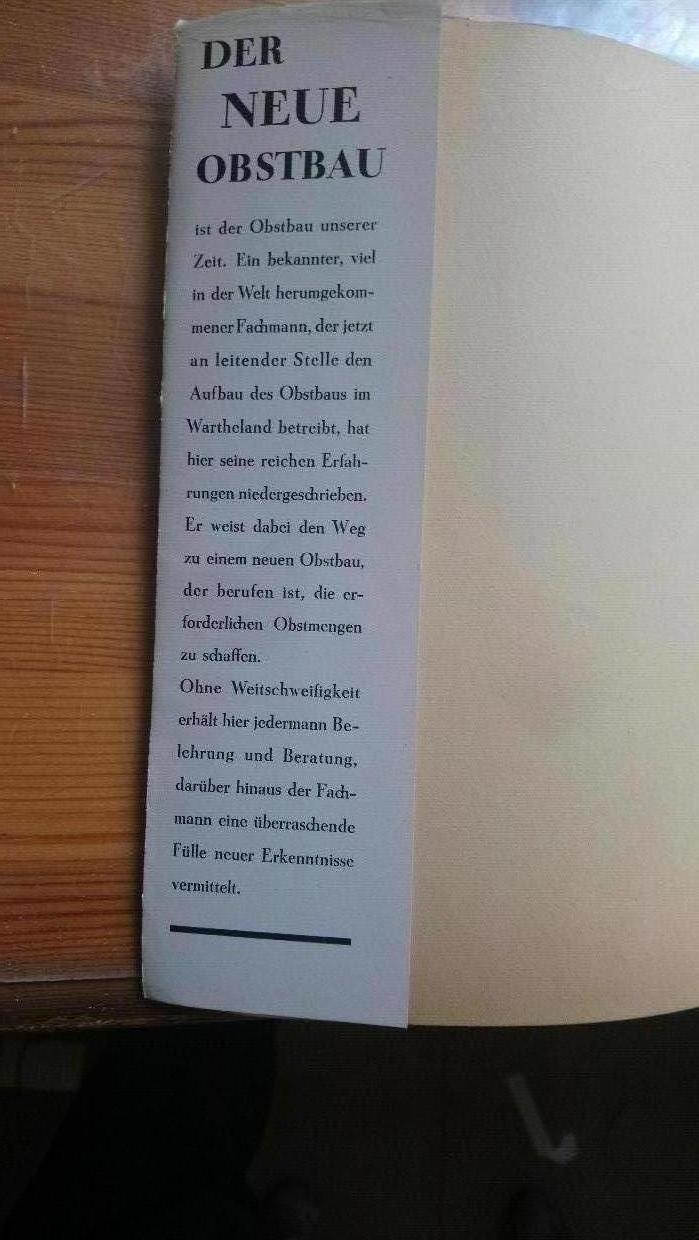 DER
NEUE
OBSTBAU
ist der Obstbau unserer
Zeit. Ein bekannter, viel
in der Welt herumgekom-
mener Fachmann, der jetzt
an leitender Stelle den
Aufbau des Obstbaus im
Wartheland betreibt, hat
hier seine reichen Erfah-
rungen niedergeschrieben.
Er weist dabei den Weg
zu einem neuen Obstbau,
der berufen ist, die er-
forderlichen Obstmengen
zu schaffen.
Ohne Weitschweifigkeit
erhält hier jedermann Be-
lehrung und Beratung,
darüber hinaus der Fach-
mann eine überraschende
Fülle neuer Erkenntnisse
vermittelt.